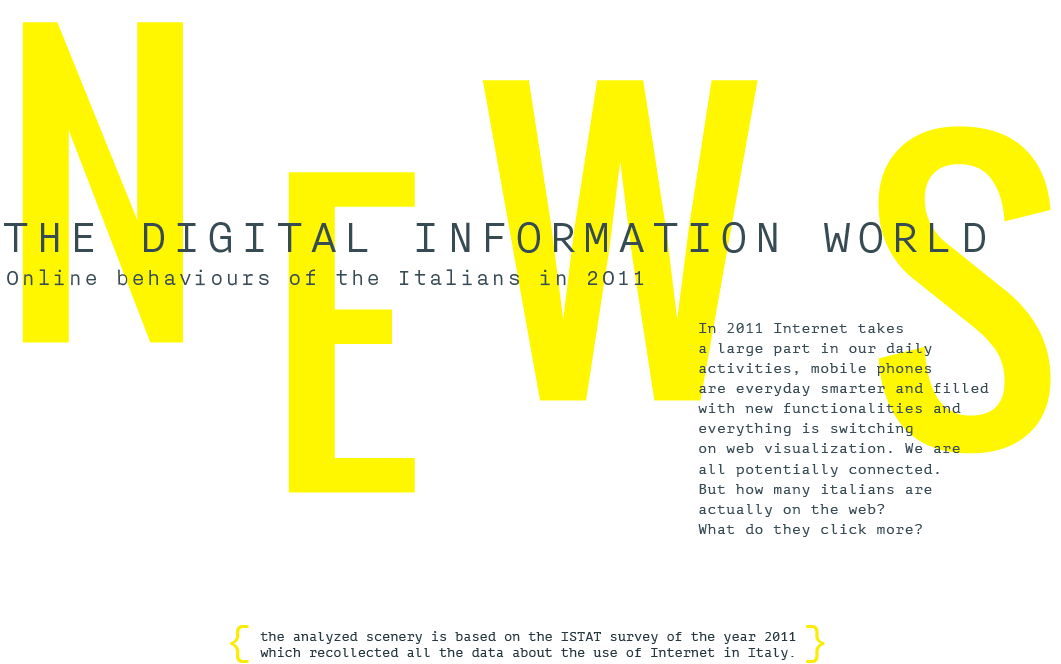 NEWS
THE DIGITAL INFORMATION WORLD
Online behaviours of the Italians in 2011
In 2011 Internet takes
a large part in our daily
activities, mobile phones
are everyday smarter and filled
with new functionalities and
everything is switching
on web visualization. We are
all potentially connected.
But how many italians are
actually on the web?
What do they click more?
{ the analyzed scenery is based on the ISTAT survey of the year 2011
which recollected all the data about the use of Internet in Italy. }